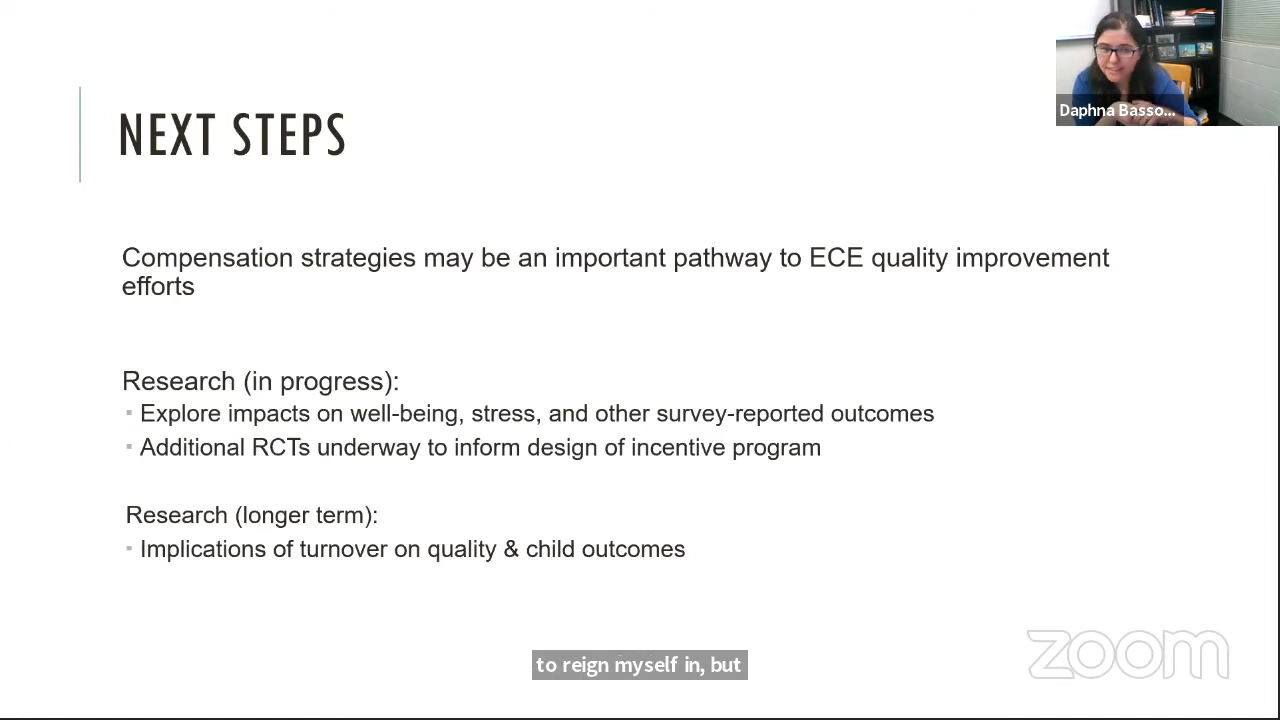 Daphna Basso...
NEXT STEPS
Compensation strategies may be an important pathway to ECE quality improvement
efforts
Research (in progress):
▪ Explore impacts on well-being, stress, and other survey-reported outcomes
▪ Additional RCTs underway to inform design of incentive program
Research (longer term):
▪ Implications of turnover on quality & child outcomes
to reign myself in, but
zoom